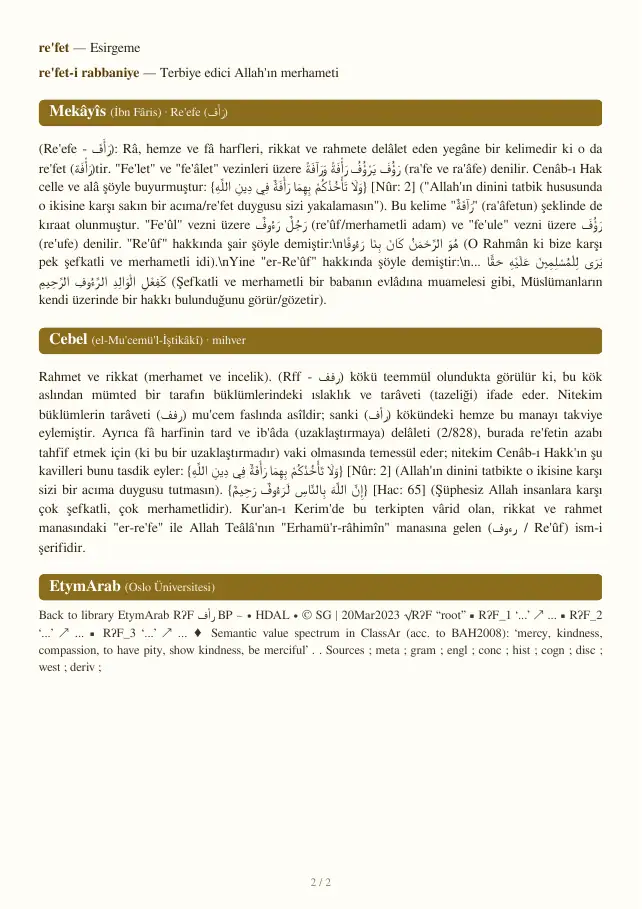 re'fet — Esirgeme
re'fet-i rabbaniye — Terbiye edici Allah'ın merhameti
Mekâyîs (İbn Fâris) · Re'efe (رَأَفَ)
(Re'efe - رَأَفَ): Râ, hemze ve fâ harfleri, rikkat ve rahmete delâlet eden yegâne bir kelimedir ki o da
re'fet (رَأْفَة)tir. "Fe'let" ve "fe'âlet" vezinleri üzere رَؤُفَ يَرْؤُفُ رَأْفَةً وَرَآفَةً (ra'fe ve ra'âfe) denilir. Cenâb-ı Hak
celle ve alâ şöyle buyurmuştur: {وَلَا تَأْخُذْكُمْ بِهِمَا رَأْفَةٌ فِي دِينِ اللَّهِ} [Nûr: 2] ("Allah'ın dinini tatbik hususunda
o ikisine karşı sakın bir acıma/re'fet duygusu sizi yakalamasın"). Bu kelime "رَآفَةٌ" (ra'âfetun) şeklinde de
kıraat olunmuştur. "Fe'ûl" vezni üzere رَجُلٌ رَءُوفٌ (re'ûf/merhametli adam) ve "fe'ule" vezni üzere رَؤُفَ
(re'ufe) denilir. "Re'ûf" hakkında şair şöyle demiştir:\nهُوَ الرَّحْمَنُ كَانَ بِنَا رَءُوفًا (O Rahmân ki bize karşı
pek şefkatli ve merhametli idi).\nYine "er-Re'ûf" hakkında şöyle demiştir:\n... يَرَى لِلْمُسْلِمِينَ عَلَيْهِ حَقًّا
كَفِعْلِ الْوَالِدِ الرَّءُوفِ الرَّحِيمِ (Şefkatli ve merhametli bir babanın evlâdına muamelesi gibi, Müslümanların
kendi üzerinde bir hakkı bulunduğunu görür/gözetir).
Cebel (el-Mu'cemü'l-İştikâkî) · mihver
Rahmet ve rikkat (merhamet ve incelik). (Rff - رفف) kökü teemmül olundukta görülür ki, bu kök
aslından mümted bir tarafın büklümlerindeki ıslaklık ve tarâveti (tazeliği) ifade eder. Nitekim
büklümlerin tarâveti (رفف) mu'cem faslında asîldir; sanki (رأف) kökündeki hemze bu manayı takviye
eylemiştir. Ayrıca fâ harfinin tard ve ib'âda (uzaklaştırmaya) delâleti (2/828), burada re'fetin azabı
tahfif etmek için (ki bu bir uzaklaştırmadır) vaki olmasında temessül eder; nitekim Cenâb-ı Hakk'ın şu
kavilleri bunu tasdik eyler: {وَلَا تَأْخُذْكُمْ بِهِمَا رَأْفَةٌ فِي دِينِ اللَّهِ} [Nûr: 2] (Allah'ın dinini tatbikte o ikisine karşı
sizi bir acıma duygusu tutmasın). {إِنَّ اللَّهَ بِالنَّاسِ لَرَءُوفٌ رَحِيمٌ} [Hac: 65] (Şüphesiz Allah insanlara karşı
çok şefkatli, çok merhametlidir). Kur'an-ı Kerim'de bu terkipten vârid olan, rikkat ve rahmet
manasındaki "er-re'fe" ile Allah Teâlâ'nın "Erhamü'r-râhimîn" manasına gelen (رءوف / Re'ûf) ism-i
şerifidir.
EtymArab (Oslo Üniversitesi)
Back to library EtymArab RʔF رأف BP – • HDAL • © SG | 20Mar2023 √RʔF “root” ▪ RʔF_1 ‘...’ ↗ ... ▪ RʔF_2
‘...’ ↗ ... ▪ RʔF_3 ‘...’ ↗ ... ♦ Semantic value spectrum in ClassAr (acc. to BAH2008): ‘mercy, kindness,
compassion, to have pity, show kindness, be merciful’ . . Sources ; meta ; gram ; engl ; conc ; hist ; cogn ; disc ;
west ; deriv ;
2 / 2